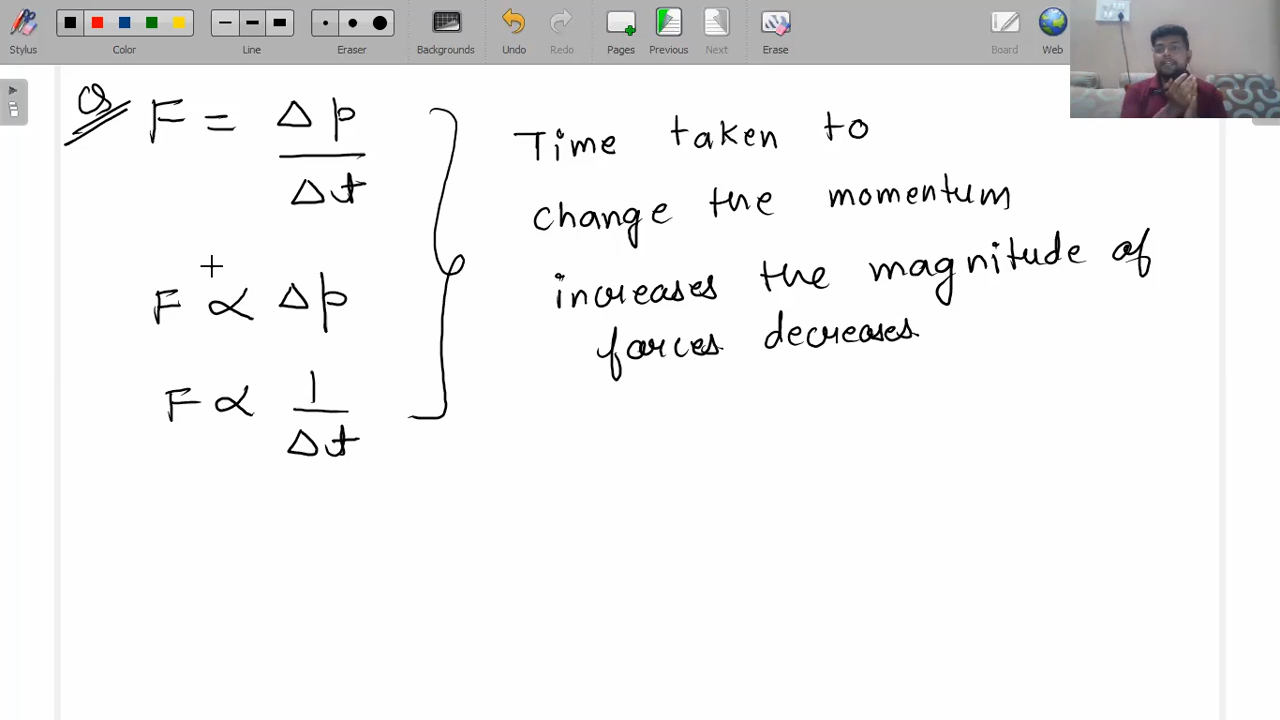 Stylus
Color
Line
Eraser
Backgrounds
Undo
Redo
Pages
Previous
Next
Erase
Board
Web
F = Δp / Δt
F ∝ Δp
F ∝ 1 / Δt
Time taken to
change the momentum
increases the magnitude of
forces decreases